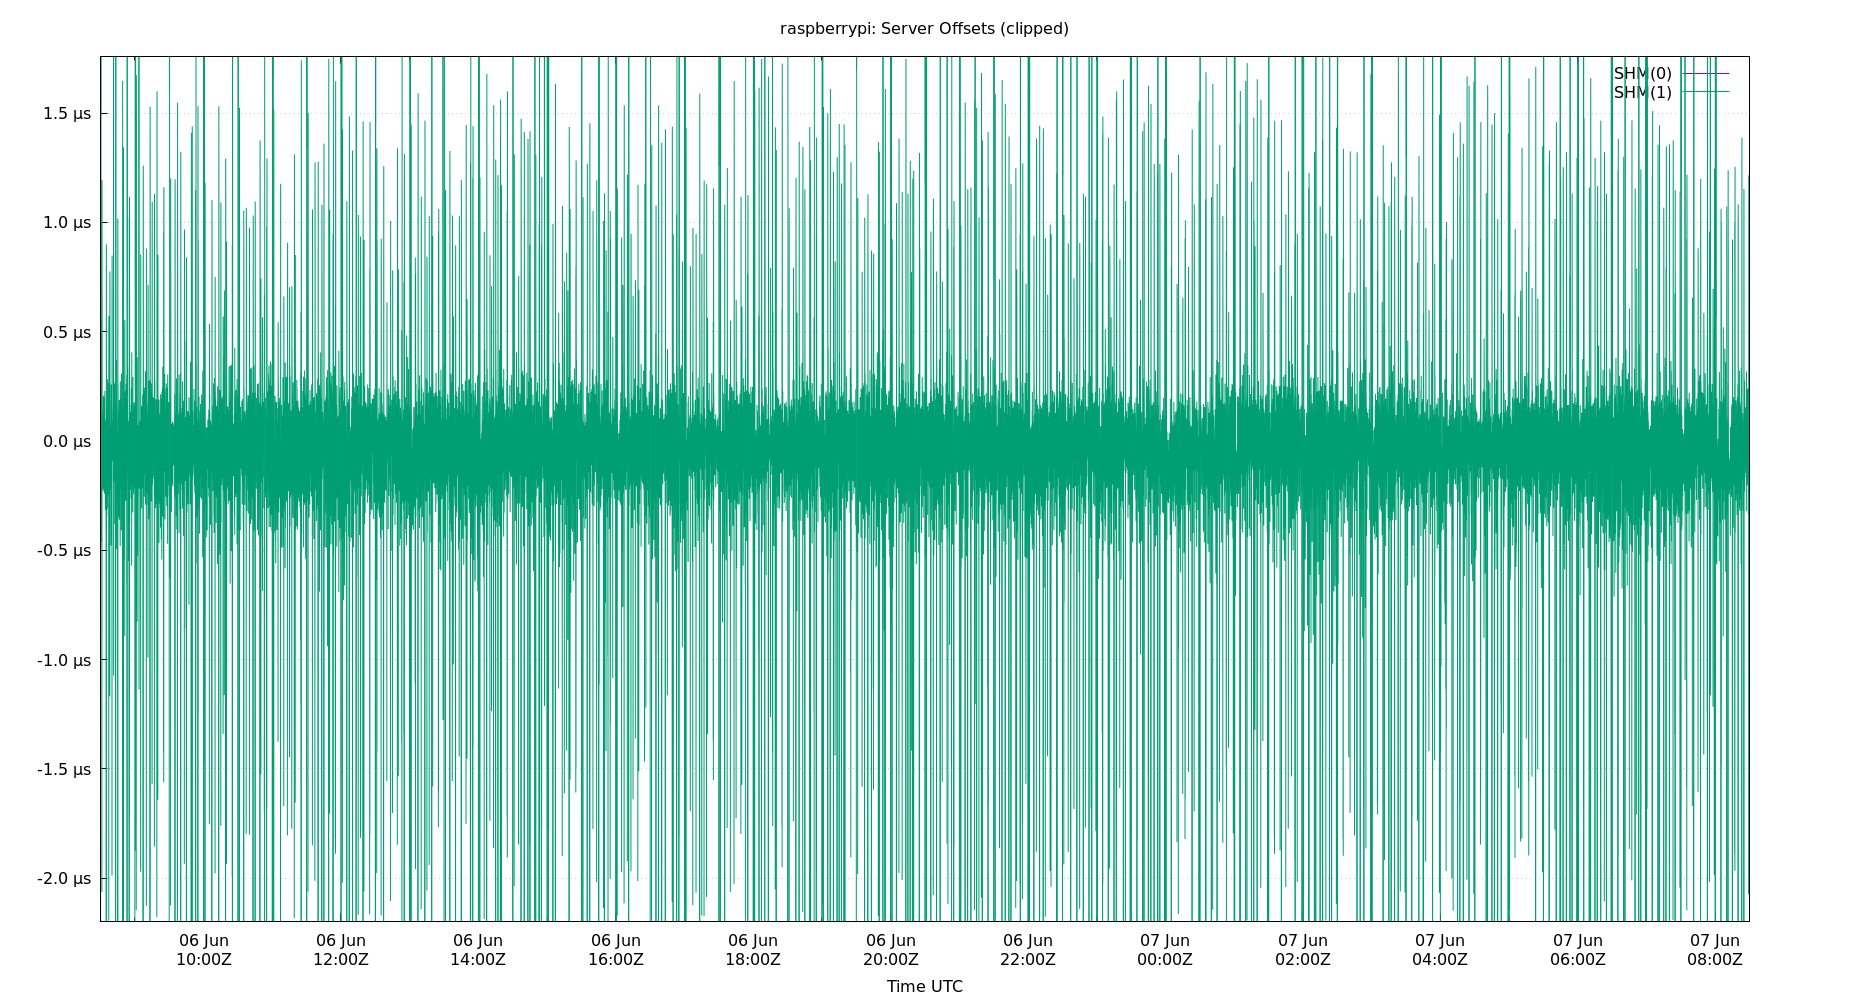 raspberrypi: Server Offsets (clipped)
SHM(0)
SHM(1)
1.5 µs
1.0 µs
0.5 µs
0.0 µs
-0.5 µs
-1.0 µs
-1.5 µs
-2.0 µs
06 Jun 06 Jun 06 Jun 06 Jun 06 Jun 06 Jun 06 Jun 07 Jun 07 Jun 07 Jun 07 Jun 07 Jun
10:00Z 12:00Z 14:00Z 16:00Z 18:00Z 20:00Z 22:00Z 00:00Z 02:00Z 04:00Z 06:00Z 08:00Z
Time UTC